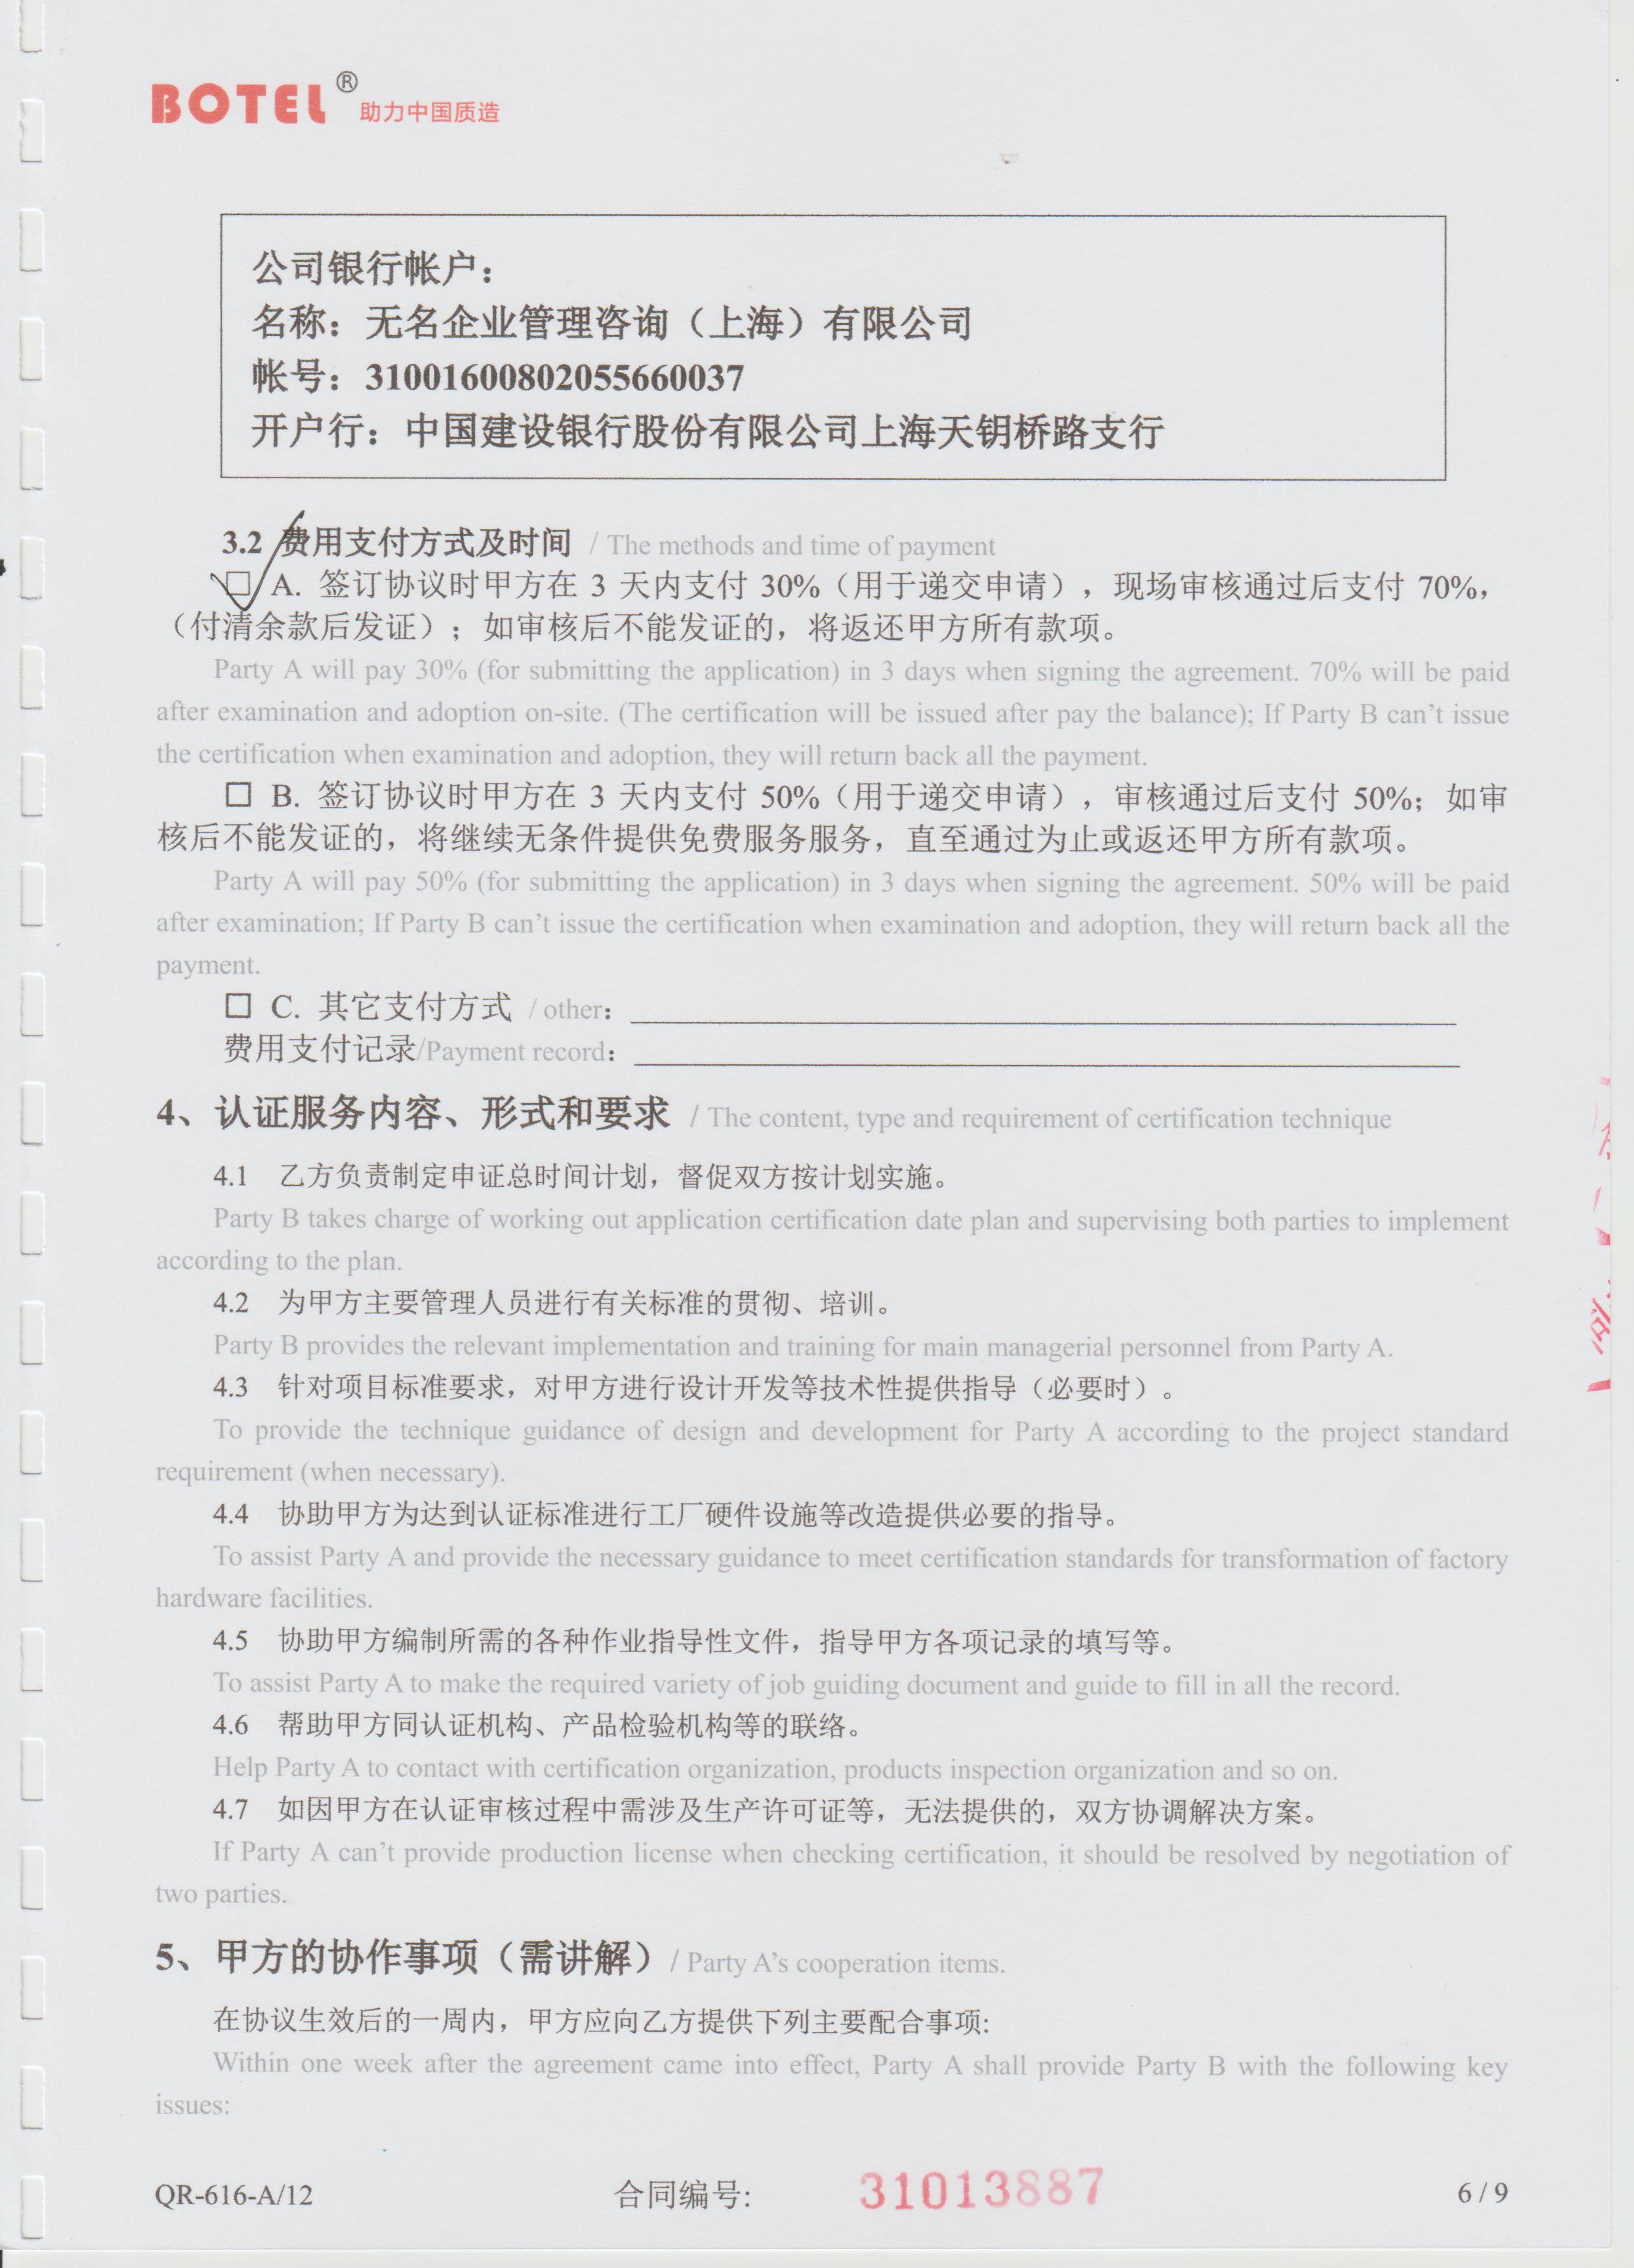 BOTEL® 助力中国质造
公司银行帐户：
名称：无名企业管理咨询（上海）有限公司
帐号：31001600802055660037
开户行：中国建设银行股份有限公司上海天钥桥路支行
3.2 费用支付方式及时间 / The methods and time of payment
☐ A. 签订协议时甲方在 3 天内支付 30%（用于递交申请），现场审核通过后支付 70%，
（付清余款后发证）；如审核后不能发证的，将返还甲方所有款项。
Party A will pay 30% (for submitting the application) in 3 days when signing the agreement. 70% will be paid
after examination and adoption on-site. (The certification will be issued after pay the balance); If Party B can't issue
the certification when examination and adoption, they will return back all the payment.
☐ B. 签订协议时甲方在 3 天内支付 50%（用于递交申请），审核通过后支付 50%；如审
核后不能发证的，将继续无条件提供免费服务服务，直至通过为止或返还甲方所有款项。
Party A will pay 50% (for submitting the application) in 3 days when signing the agreement. 50% will be paid
after examination; If Party B can't issue the certification when examination and adoption, they will return back all the
payment.
☐ C. 其它支付方式 / other：
费用支付记录/Payment record：
4、认证服务内容、形式和要求 / The content, type and requirement of certification technique
4.1 乙方负责制定申证总时间计划，督促双方按计划实施。
Party B takes charge of working out application certification date plan and supervising both parties to implement
according to the plan.
4.2 为甲方主要管理人员进行有关标准的贯彻、培训。
Party B provides the relevant implementation and training for main managerial personnel from Party A.
4.3 针对项目标准要求，对甲方进行设计开发等技术性提供指导（必要时）。
To provide the technique guidance of design and development for Party A according to the project standard
requirement (when necessary).
4.4 协助甲方为达到认证标准进行工厂硬件设施等改造提供必要的指导。
To assist Party A and provide the necessary guidance to meet certification standards for transformation of factory
hardware facilities.
4.5 协助甲方编制所需的各种作业指导性文件，指导甲方各项记录的填写等。
To assist Party A to make the required variety of job guiding document and guide to fill in all the record.
4.6 帮助甲方同认证机构、产品检验机构等的联络。
Help Party A to contact with certification organization, products inspection organization and so on.
4.7 如因甲方在认证审核过程中需涉及生产许可证等，无法提供的，双方协调解决方案。
If Party A can't provide production license when checking certification, it should be resolved by negotiation of
two parties.
5、甲方的协作事项（需讲解）/ Party A's cooperation items.
在协议生效后的一周内，甲方应向乙方提供下列主要配合事项:
Within one week after the agreement came into effect, Party A shall provide Party B with the following key
issues:
QR-616-A/12 合同编号: 31013887 6 / 9